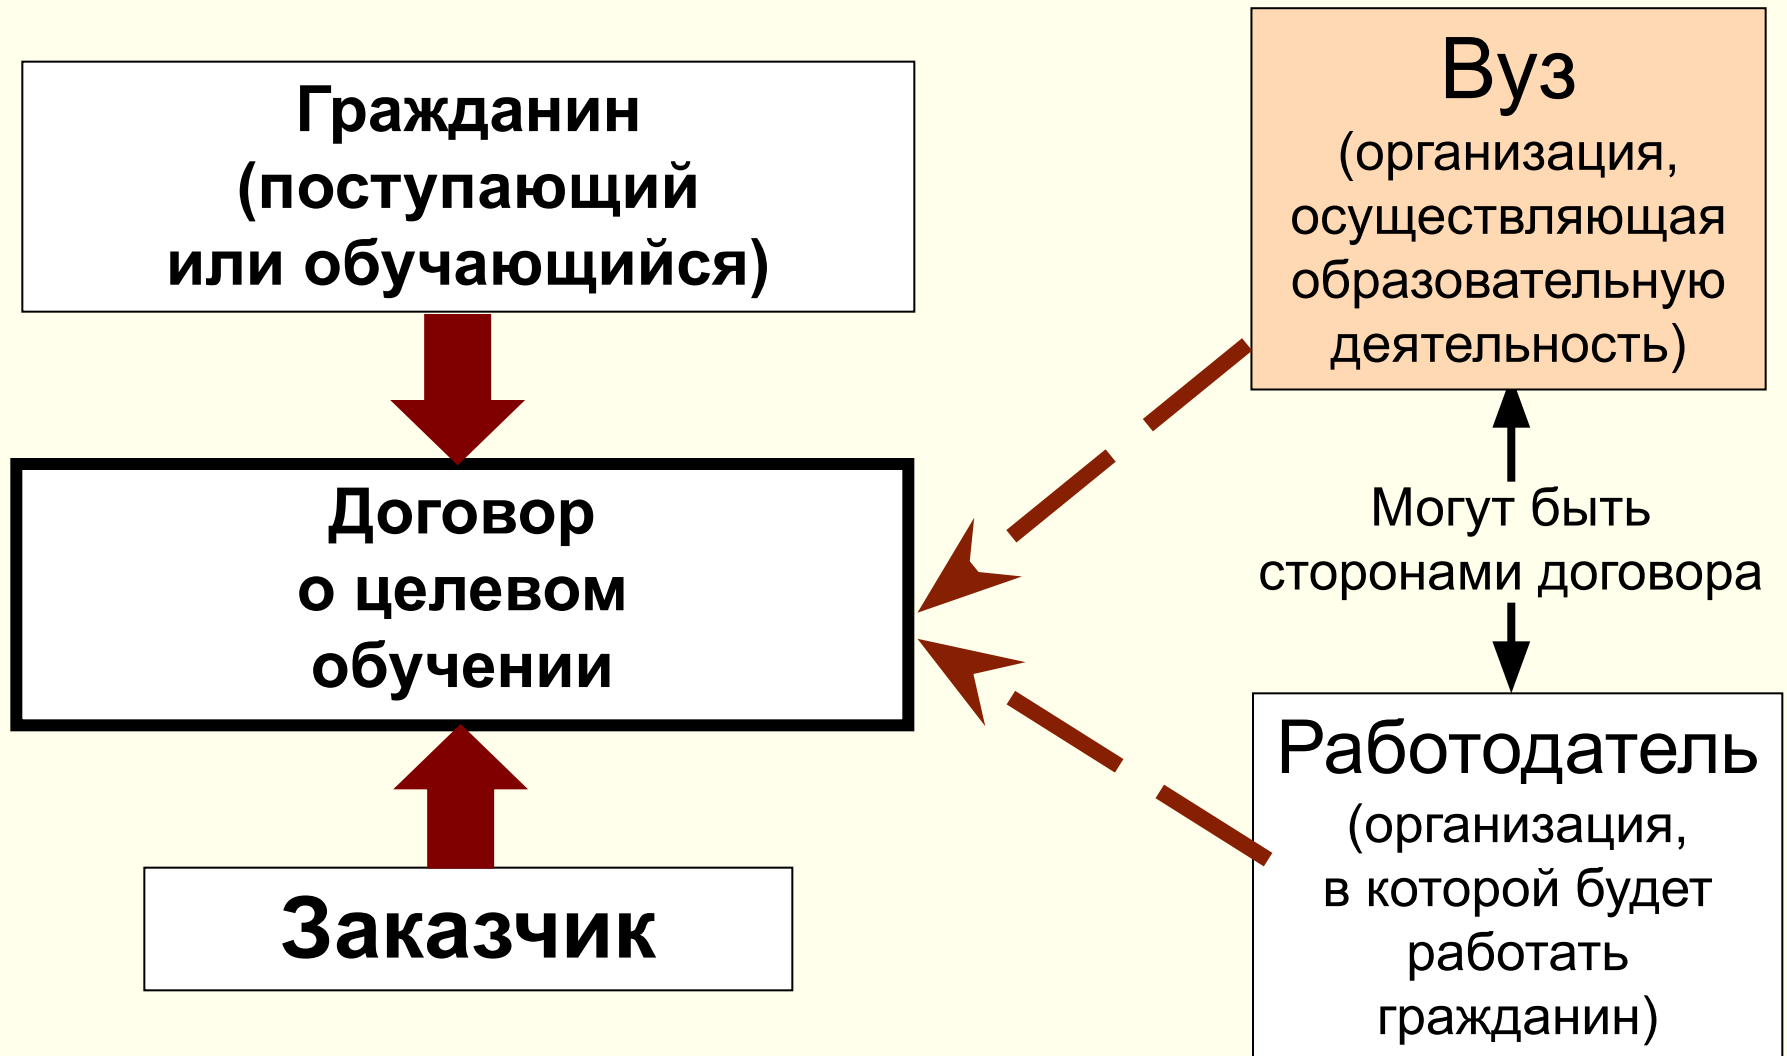 Гражданин
(поступающий
или обучающийся)
Договор
о целевом
обучении
Заказчик
Вуз
(организация,
осуществляющая
образовательную
деятельность)
Могут быть
сторонами договора
Работодатель
(организация,
в которой будет
работать
гражданин)